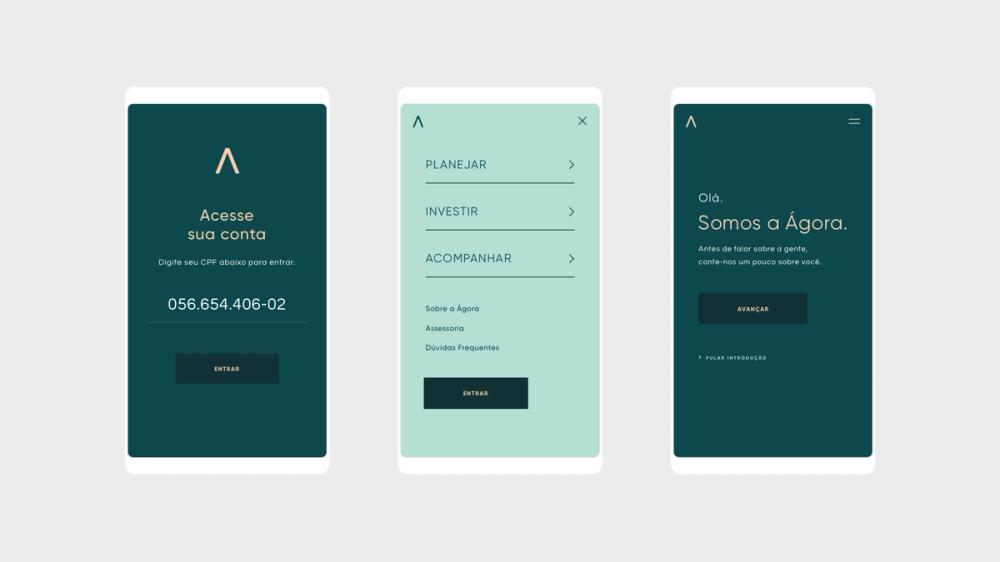 Acesse
sua conta
Digite seu CPF abaixo para entrar.
056.654.406-02
ENTRAR
PLANEJAR
INVESTIR
ACOMPANHAR
Sobre a Ágora
Assessoria
Dúvidas Frequentes
ENTRAR
Olá.
Somos a Ágora.
Antes de falar sobre a gente,
conte-nos um pouco sobre você.
AVANÇAR
PULAR INTRODUÇÃO